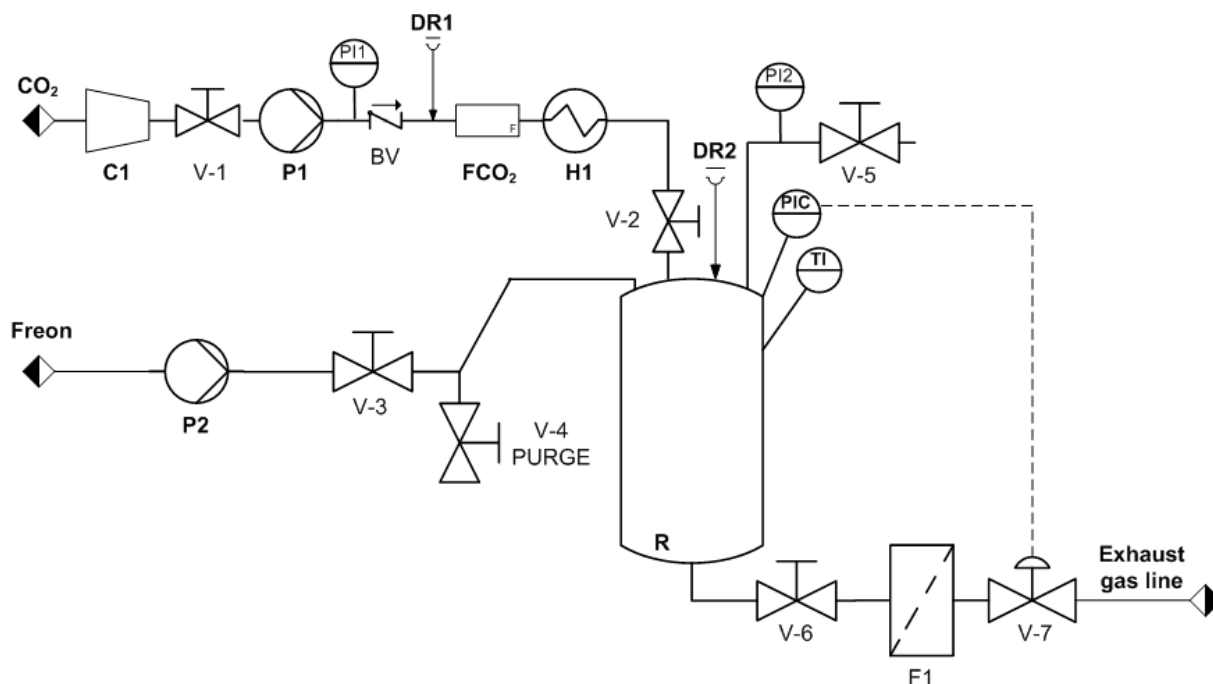 DR1
PI1
CO₂
PI2
F
C1
V-1
P1
BV
FCO₂
H1
DR2
V-5
PIC
V-2
TI
Freon
V-3
P2
V-4
PURGE
R
Exhaust
gas line
V-6
V-7
F1